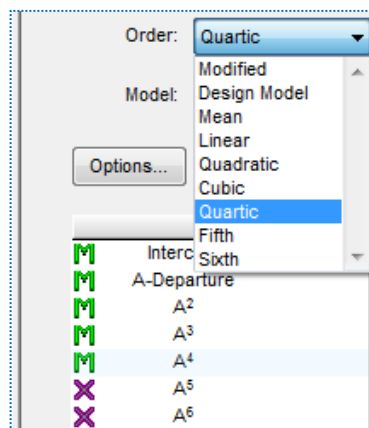 Order: Quartic
Modified
Model: Design Model
Mean
Linear
Options... Quadratic
Cubic
Quartic
Fifth
Interc Sixth
A-Departure
A²
A³
A⁴
A⁵
A⁶